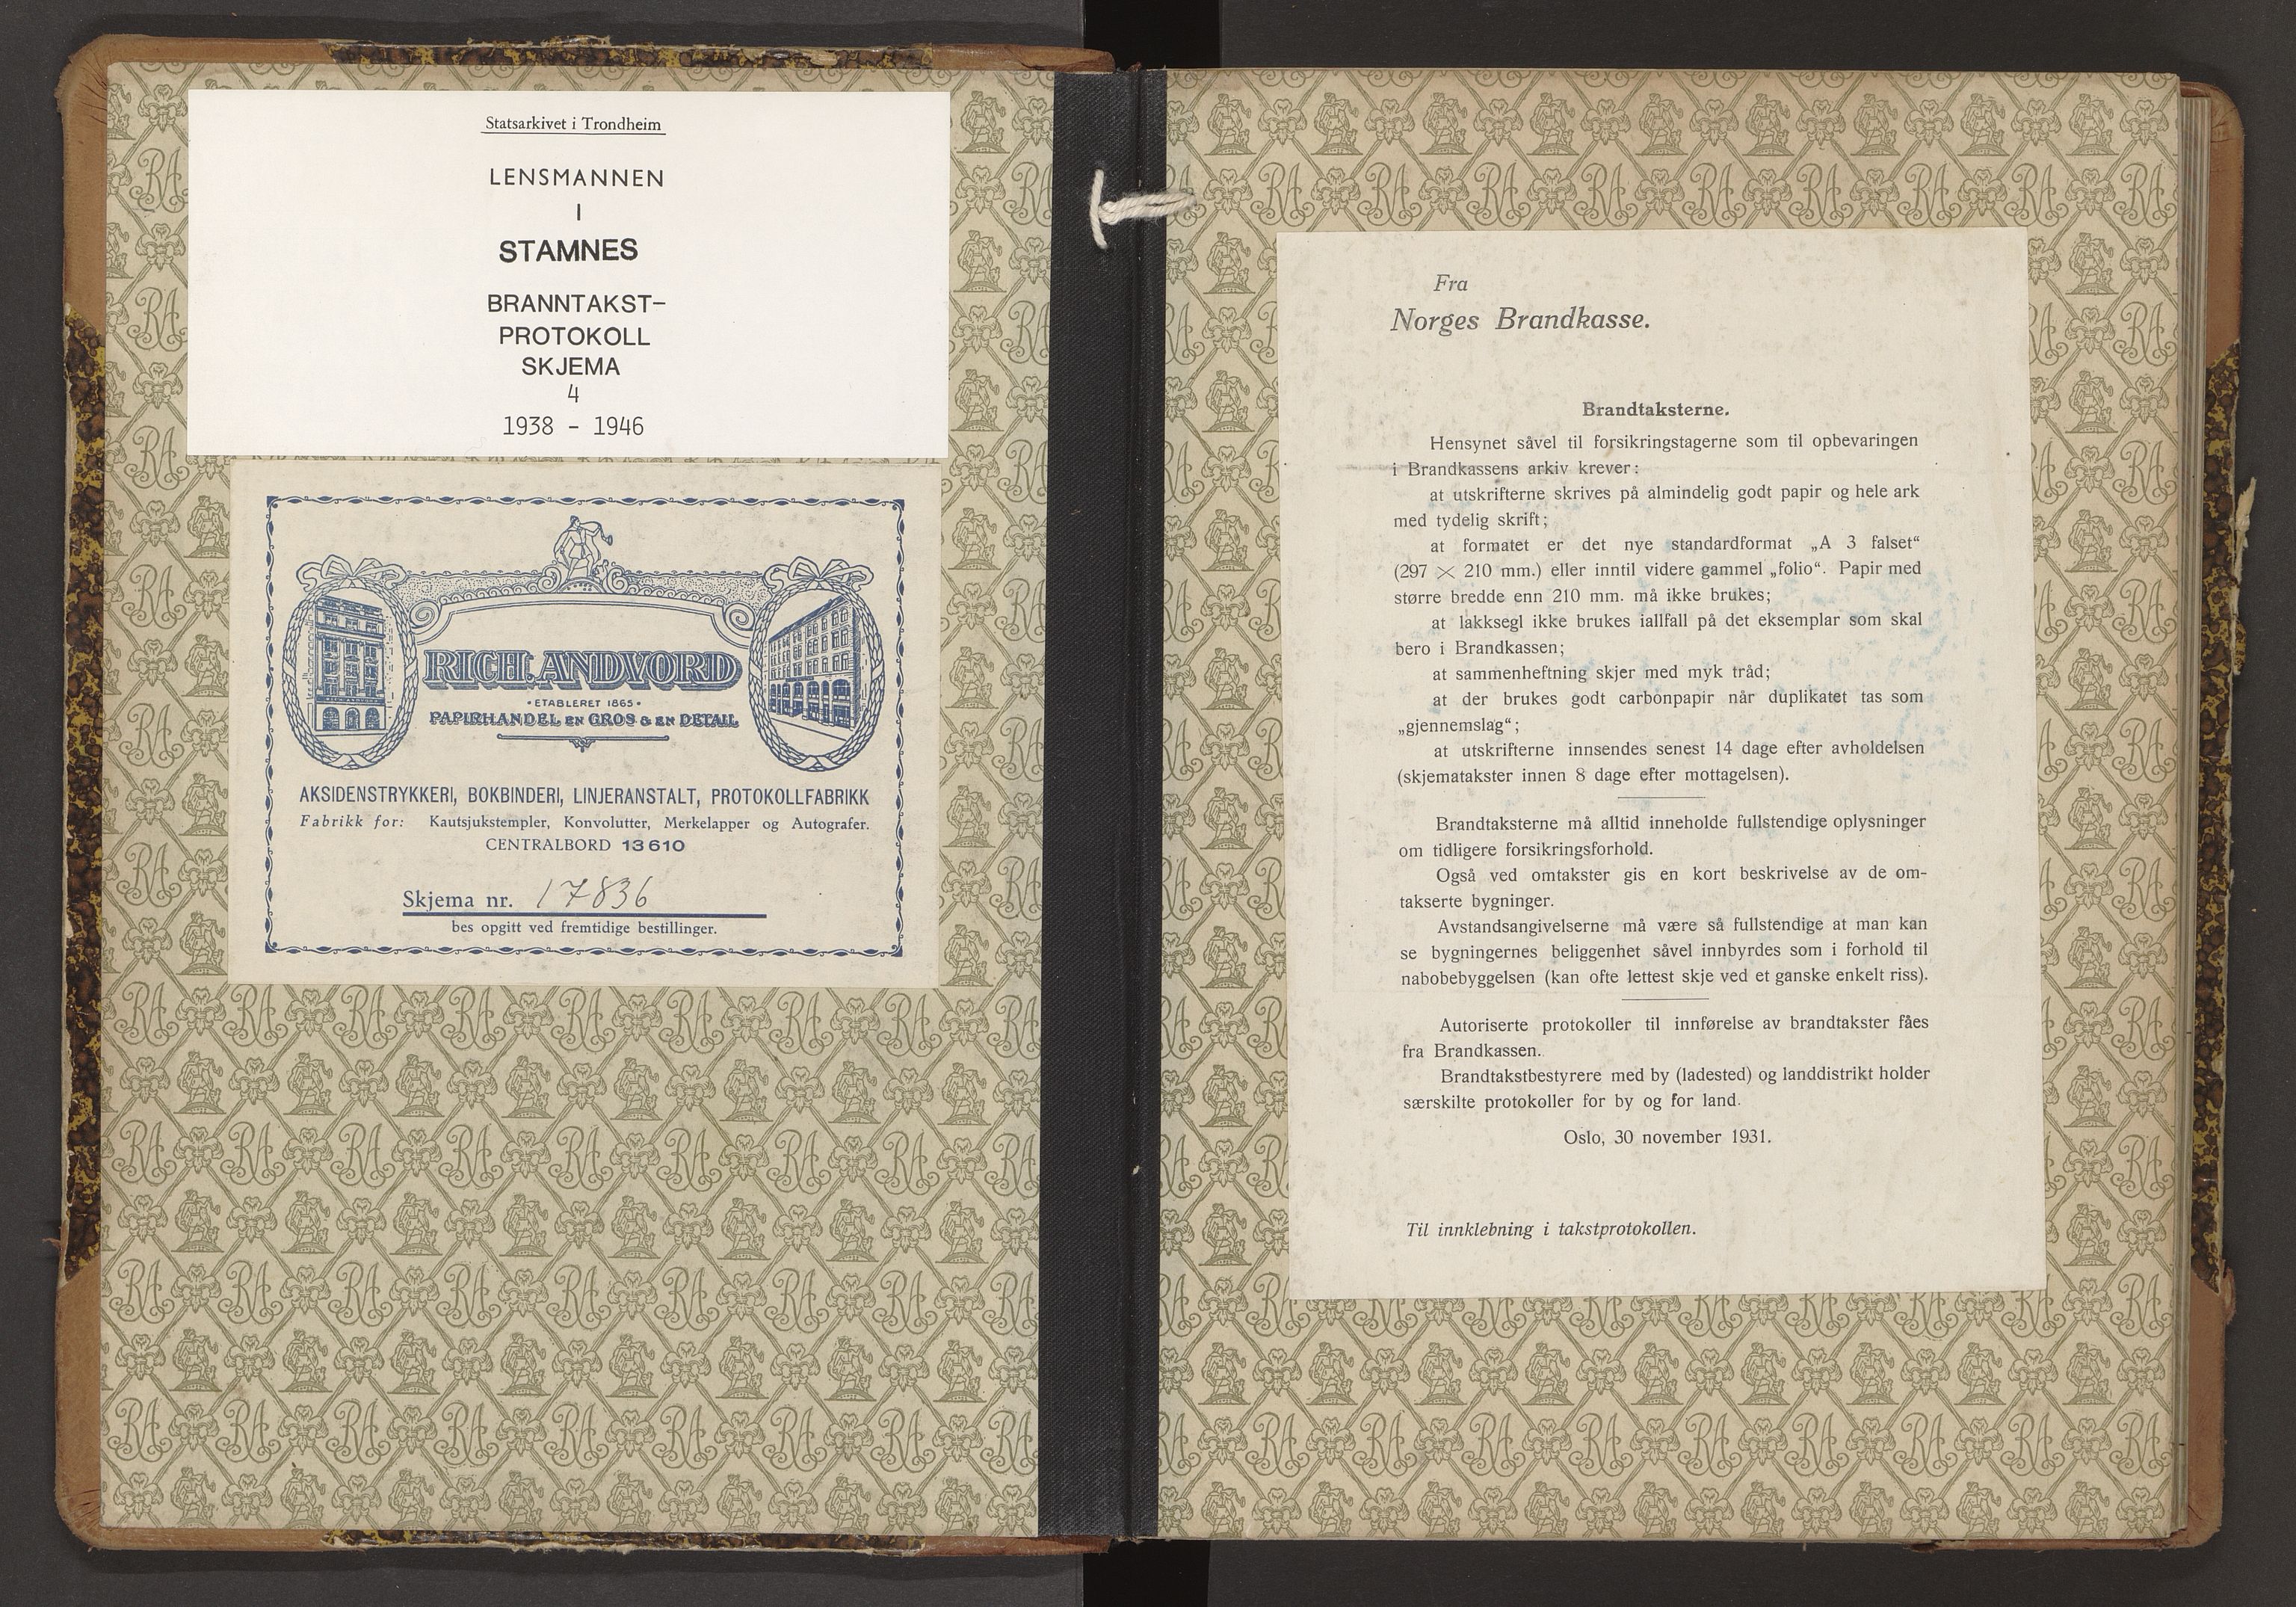 Statsarkivet i Trondheim
LENSMANNEN
I
STAMNES
BRANNTAKST-
PROTOKOLL
SKJEMA
4
1938 - 1946
RICH. ANDVORD
• ETABLERET 1865 •
PAPIRHANDEL EN GROS & EN DETAIL
AKSIDENSTRYKKERI, BOKBINDERI, LINJERANSTALT, PROTOKOLLFABRIKK
Fabrikk for: Kautsjukstempler, Konvolutter, Merkelapper og Autografer.
CENTRALBORD 13610
Skjema nr. 17836
bes opgitt ved fremtidige bestillinger.
Fra
Norges Brandkasse.
Brandtaksterne.
Hensynet såvel til forsikringstagerne som til opbevaringen
i Brandkassens arkiv krever:
at utskrifterne skrives på almindelig godt papir og hele ark
med tydelig skrift;
at formatet er det nye standardformat „A 3 falset“
(297 × 210 mm.) eller inntil videre gammel „folio“. Papir med
større bredde enn 210 mm. må ikke brukes;
at lakksegl ikke brukes iallfall på det eksemplar som skal
bero i Brandkassen;
at sammenheftning skjer med myk tråd;
at der brukes godt carbonpapir når duplikatet tas som
„gjennemslag“;
at utskrifterne innsendes senest 14 dage efter avholdelsen
(skjematakster innen 8 dage efter mottagelsen).
Brandtaksterne må alltid inneholde fullstendige oplysninger
om tidligere forsikringsforhold.
Også ved omtakster gis en kort beskrivelse av de om-
takserte bygninger.
Avstandsangivelserne må være så fullstendige at man kan
se bygningernes beliggenhet såvel innbyrdes som i forhold til
nabobebyggelsen (kan ofte lettest skje ved et ganske enkelt riss).
Autoriserte protokoller til innførelse av brandtakster fåes
fra Brandkassen.
Brandtakstbestyrere med by (ladested) og landdistrikt holder
særskilte protokoller for by og for land.
Oslo, 30 november 1931.
Til innklebning i takstprotokollen.